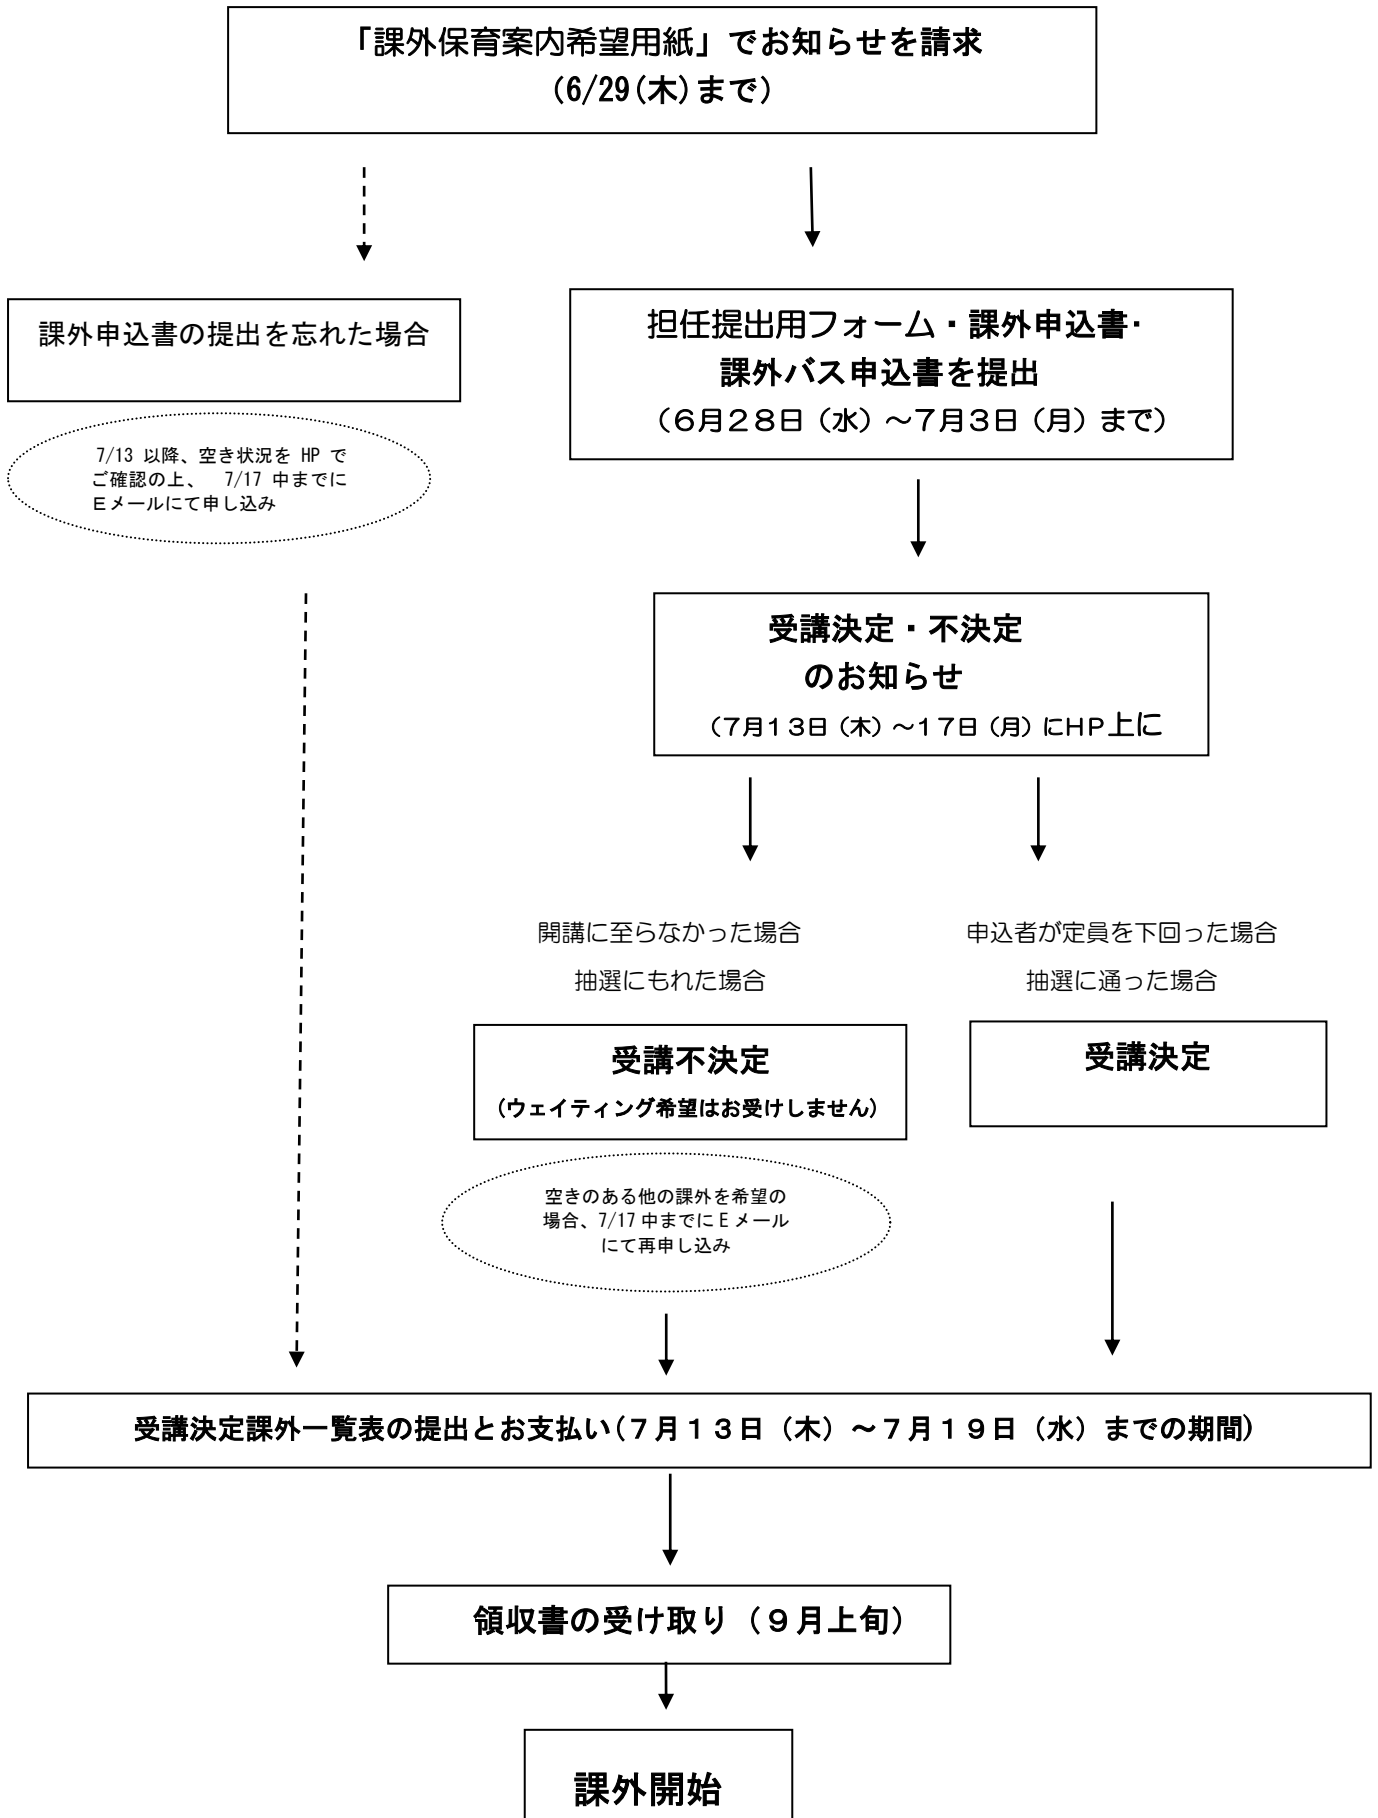 「課外保育案内希望用紙」でお知らせを請求
(6/29(木)まで)
課外申込書の提出を忘れた場合
7/13 以降、空き状況を HP で
ご確認の上、 7/17 中までに
Eメールにて申し込み
担任提出用フォーム・課外申込書・
課外バス申込書を提出
(6月28日(水)～7月3日(月)まで)
受講決定・不決定
のお知らせ
(7月13日(木)～17日(月)にHP上に
開講に至らなかった場合
抽選にもれた場合
申込者が定員を下回った場合
抽選に通った場合
受講不決定
(ウェイティング希望はお受けしません)
受講決定
空きのある他の課外を希望の
場合、7/17中までにEメール
にて再申し込み
受講決定課外一覧表の提出とお支払い(7月13日(木)～7月19日(水)までの期間)
領収書の受け取り(9月上旬)
課外開始